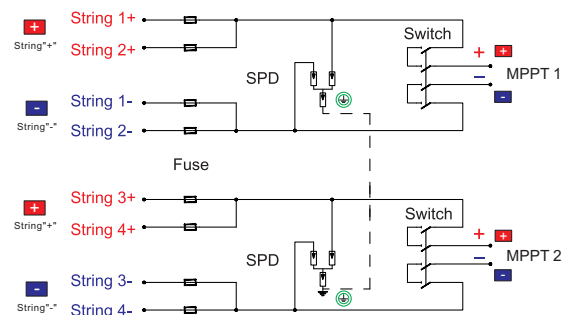 String 1+
Switch
+
String"+"
String 2+
+
+
MPPT 1
SPD
-
String"-"
String 1-
String 2-
−
-
Fuse
String 3+
Switch
+
String"+"
String 4+
+
+
MPPT 2
SPD
-
String"-"
String 3-
String 4-
−
-